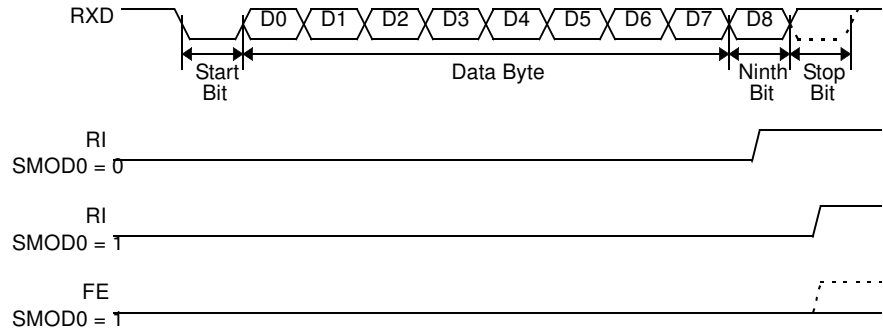 RXD D0 D1 D2 D3 D4 D5 D6 D7 D8
Start Bit Data Byte Ninth Bit Stop Bit
RI
SMOD0 = 0
RI
SMOD0 = 1
FE
SMOD0 = 1